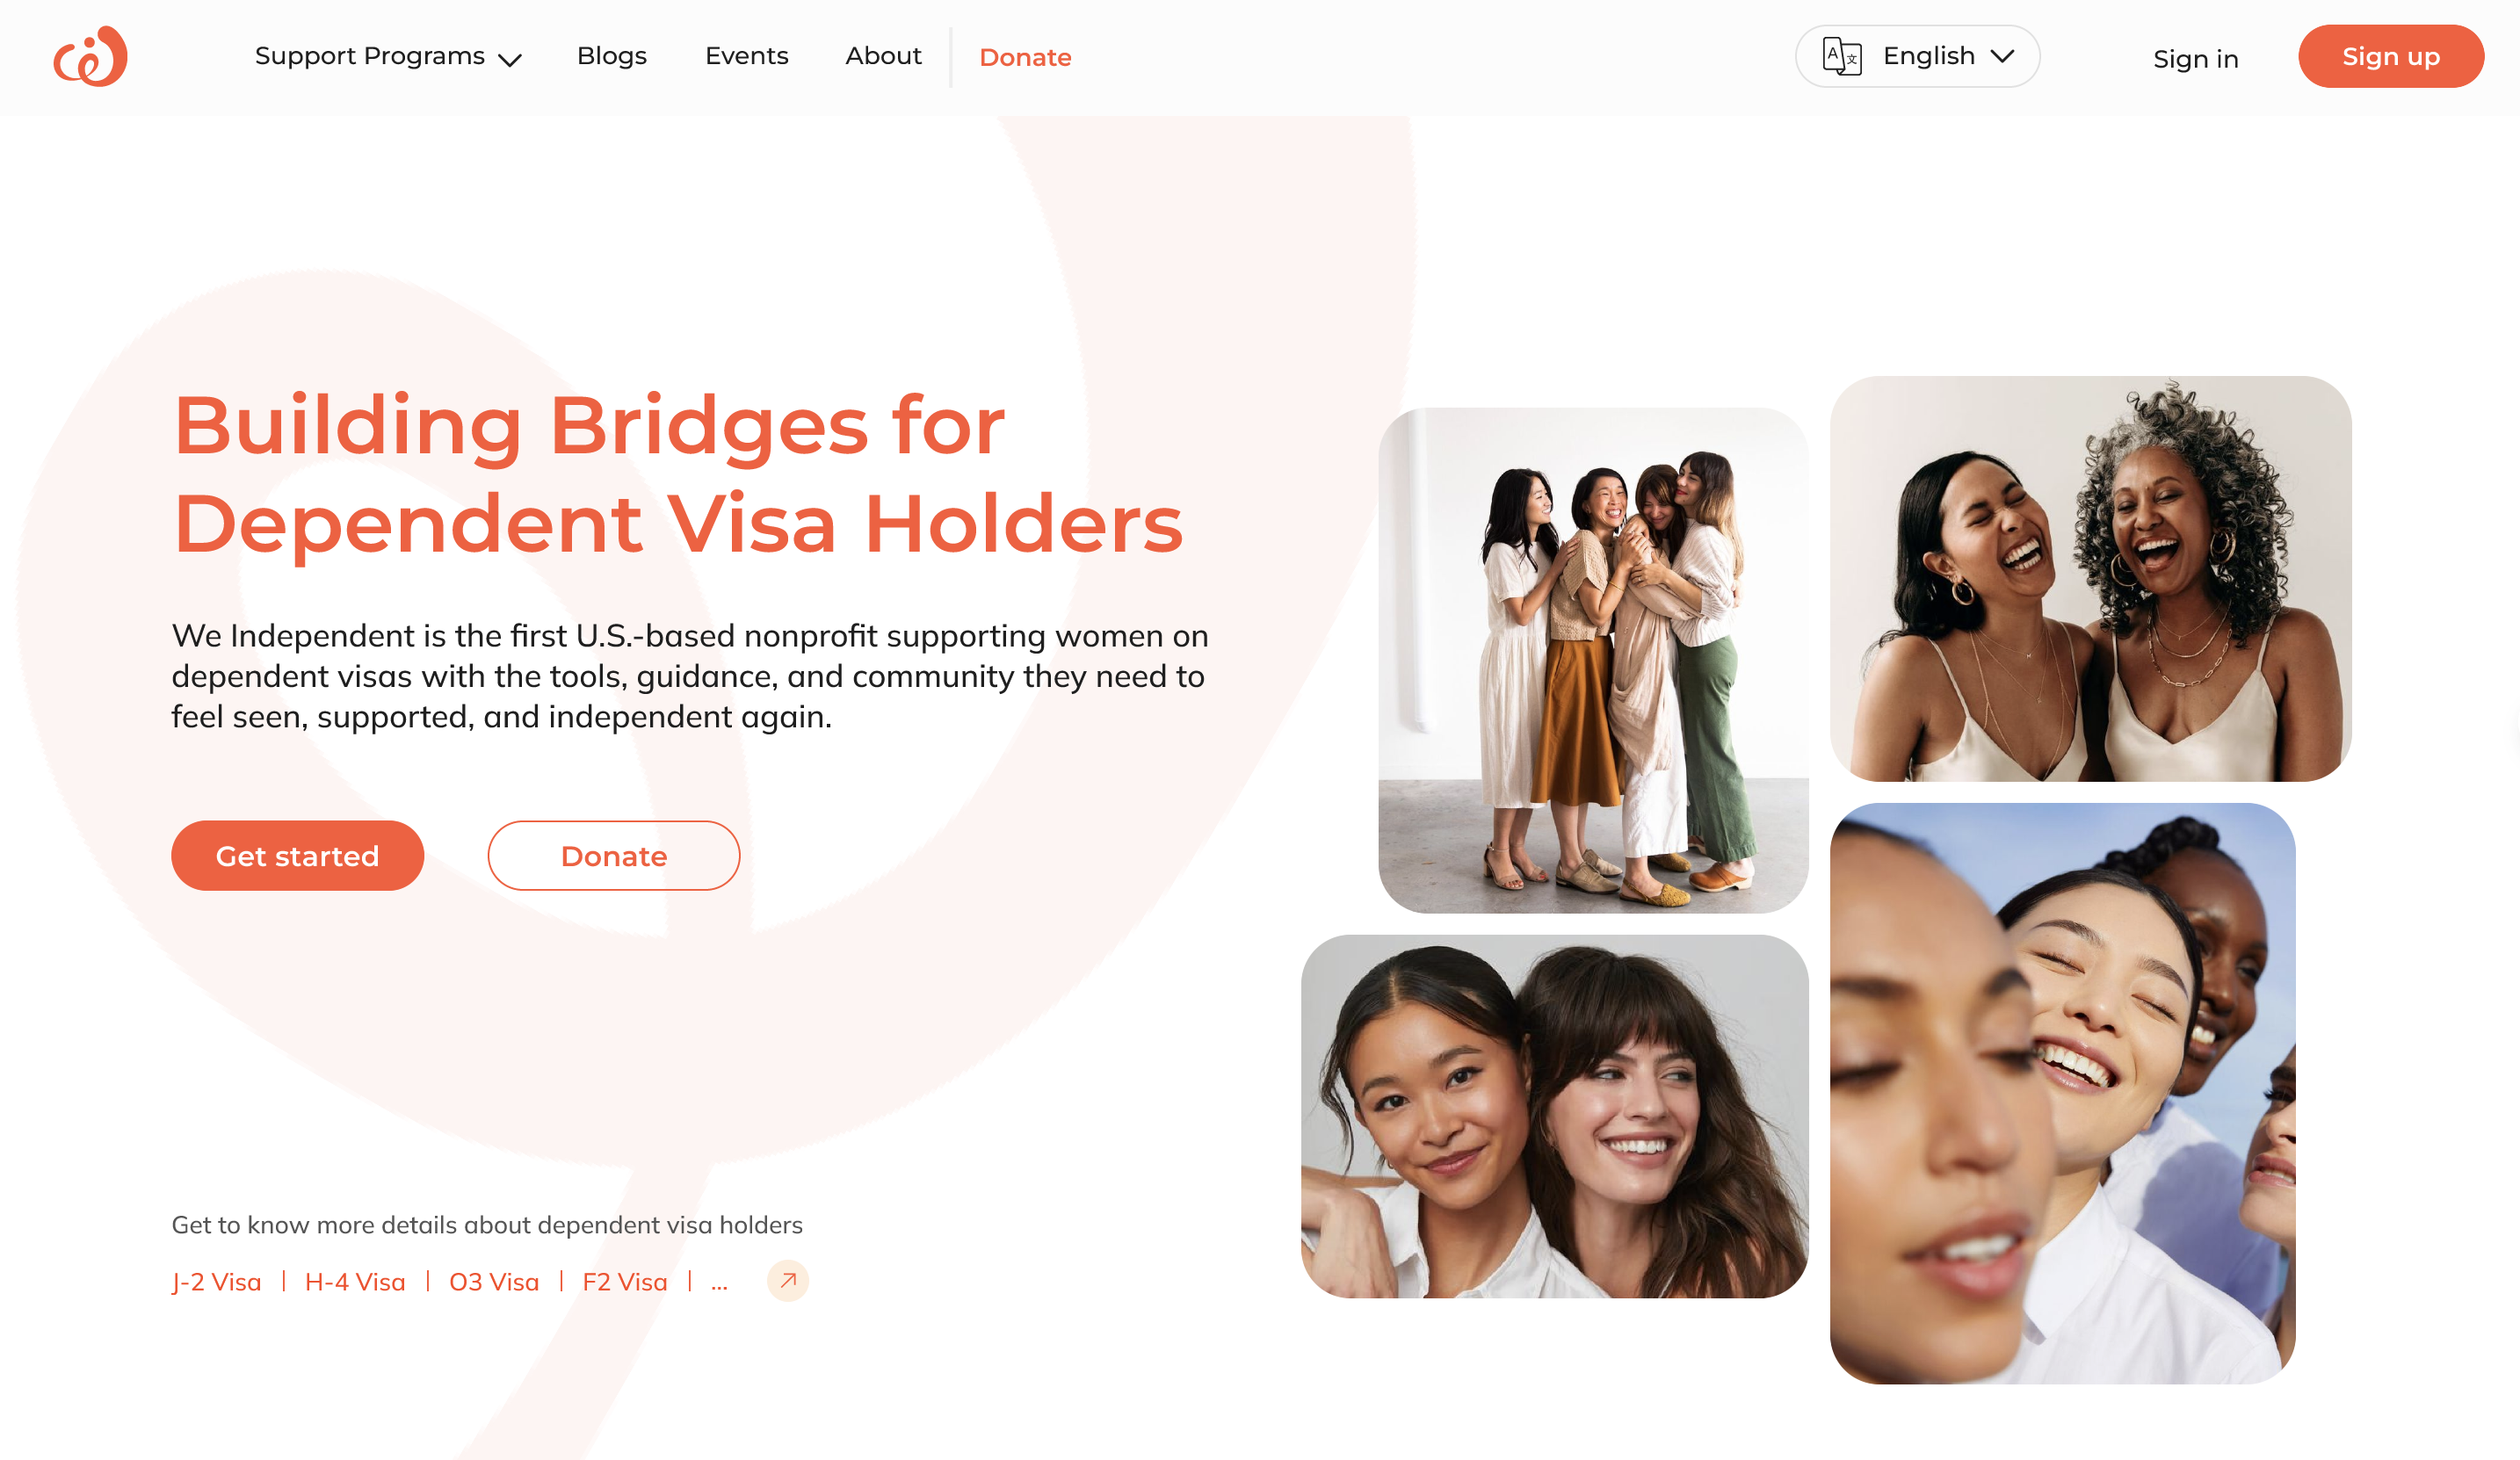 Support Programs
Blogs
Events
About
Donate
A 文
English
Sign in
Sign up
Building Bridges for
Dependent Visa Holders
We Independent is the first U.S.-based nonprofit supporting women on
dependent visas with the tools, guidance, and community they need to
feel seen, supported, and independent again.
Get started
Donate
Get to know more details about dependent visa holders
J-2 Visa | H-4 Visa | O3 Visa | F2 Visa | ...